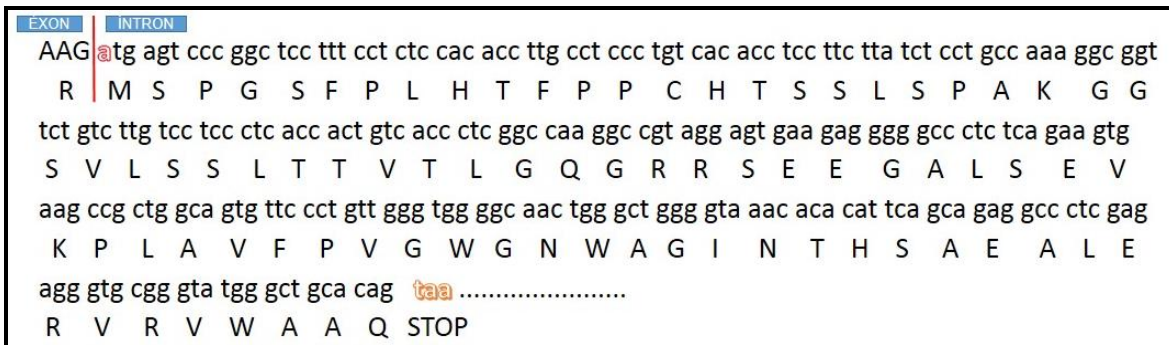 ÉXON ÍNTRON
AAG atg agt ccc ggc tcc ttt cct ctc cac acc ttg cct ccc tgt cac acc tcc ttc tta tct cct gcc aaa ggc ggt
R M S P G S F P L H T F P P C H T S S L S P A K G G
tct gtc ttg tcc tcc ctc acc act gtc acc ctc ggc caa ggc cgt agg agt gaa gag ggg gcc ctc tca gaa gtg
S V L S S L T T V T L G Q G R R S E E G A L S E V
aag ccg ctg gca gtg ttc cct gtt ggg tgg ggc aac tgg gct ggg gta aac aca cat tca gca gag gcc ctc gag
K P L A V F P V G W G N W A G I N T H S A E A L E
agg gtg cgg gta tgg gct gca cag taa .......................
R V R V W A A Q STOP